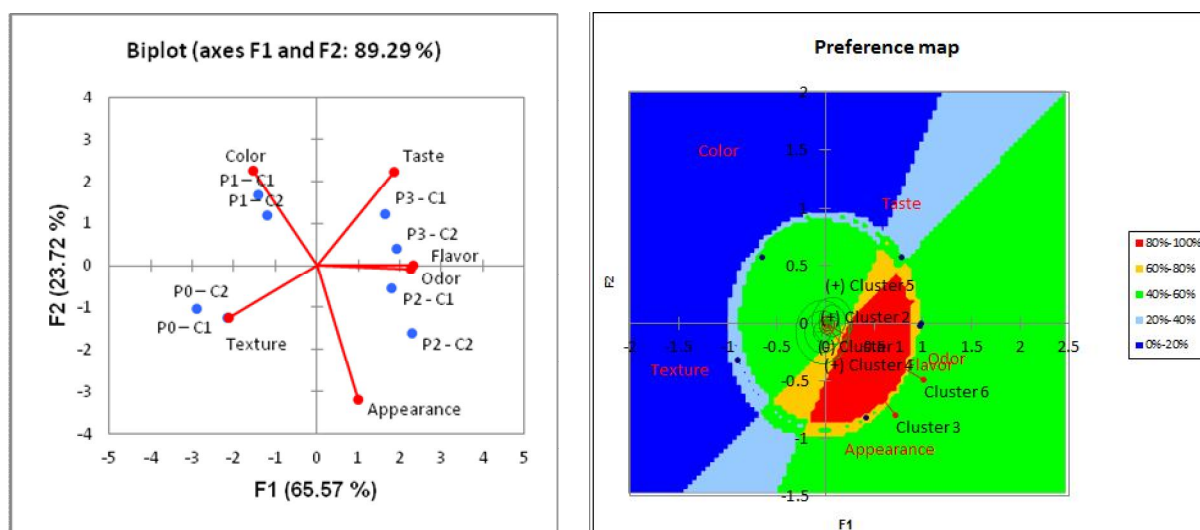 Biplot (axes F1 and F2: 89.29 %)
4
3
2
1
0
-1
-2
-3
-4
F2 (23.72 %)
Color
Taste
P1-C1
P1-C2
P3 - C1
P3 - C2
Flavor
Odor
P0-C2
P2 - C1
P0-C1
Texture
P2 - C2
Appearance
-5 -4 -3 -2 -1 0 1 2 3 4 5
F1 (65.57 %)
Preference map
2
1.5
1
0.5
0
-0.5
-1
-1.5
F2
Color
Taste
(+) Cluster 5
(+) Cluster 2
-2 -1.5 -1 -0.5 0 0.5 1 1.5 2 2.5
Cluster 1
Texture
(+) Cluster 4
Odor
Flavor
Cluster 6
Cluster 3
Appearance
F1
80%-100%
60%-80%
40%-60%
20%-40%
0%-20%